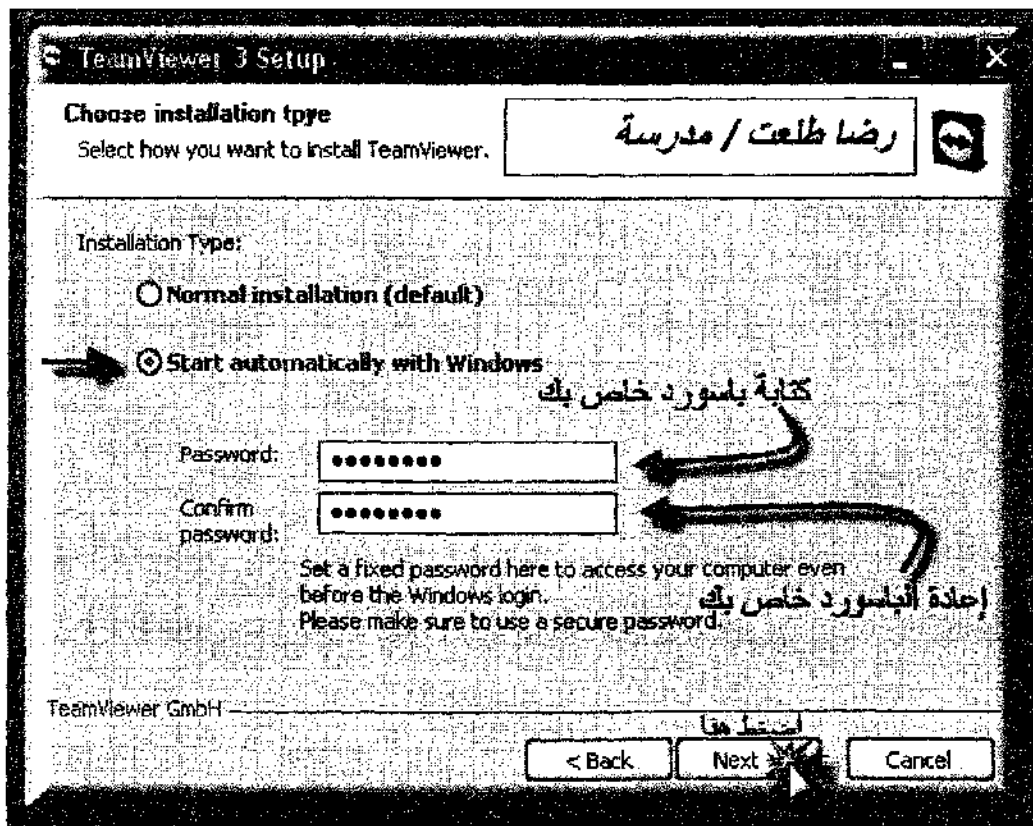 TeamViewer 3 Setup
Choose installation tpye
Select how you want to install TeamViewer.
رضا طلعت / مدرسة
Installation Type:
Normal installation (default)
Start automatically with Windows
كتابة باسورد خاص بك
Password:
Confirm
password:
Set a fixed password here to access your computer even
before the Windows login.
Please make sure to use a secure password.
إعادة الباسورد خاص بك
TeamViewer GmbH
اضغط هنا
< Back
Next >
Cancel